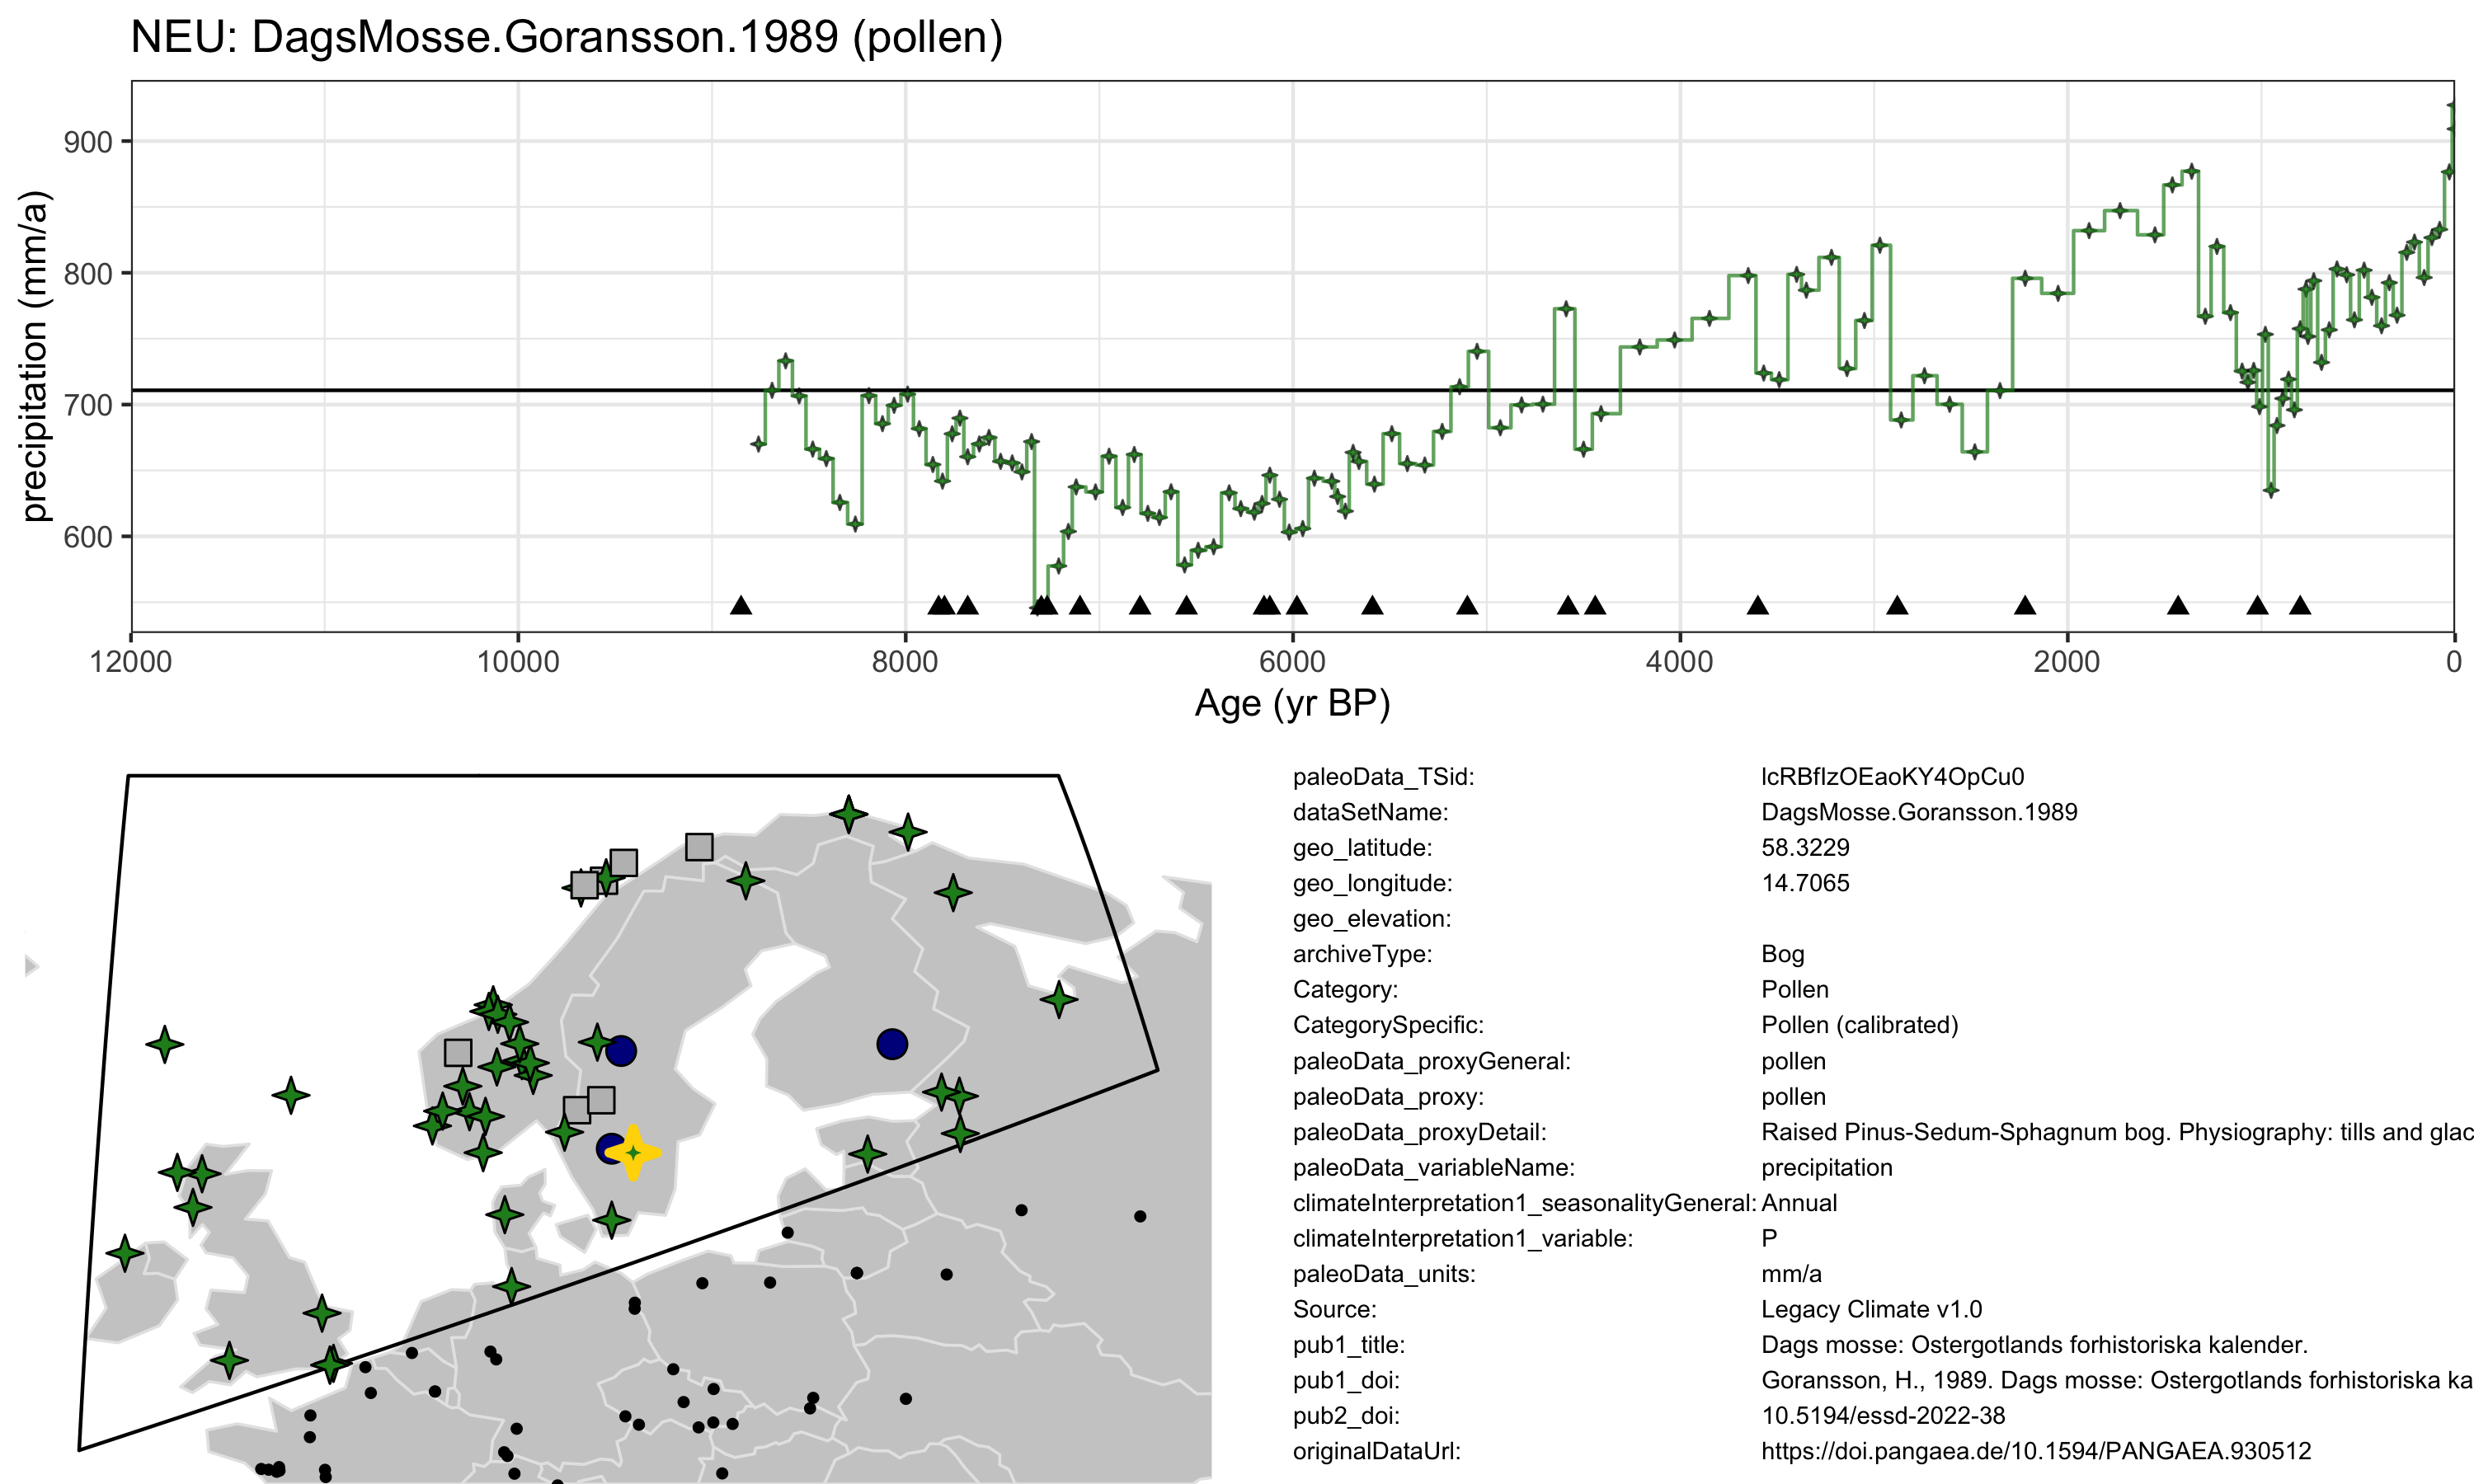 NEU: DagsMosse.Goransson.1989 (pollen)
precipitation (mm/a)
900
800
700
600
12000 10000 8000 6000 4000 2000 0
Age (yr BP)
paleoData_TSid: lcRBfIzOEaoKY4OpCu0
dataSetName: DagsMosse.Goransson.1989
geo_latitude: 58.3229
geo_longitude: 14.7065
geo_elevation:
archiveType: Bog
Category: Pollen
CategorySpecific: Pollen (calibrated)
paleoData_proxyGeneral: pollen
paleoData_proxy: pollen
paleoData_proxyDetail: Raised Pinus-Sedum-Sphagnum bog. Physiography: tills and glac
paleoData_variableName: precipitation
climateInterpretation1_seasonalityGeneral: Annual
climateInterpretation1_variable: P
paleoData_units: mm/a
Source: Legacy Climate v1.0
pub1_title: Dags mosse: Ostergotlands forhistoriska kalender.
pub1_doi: Goransson, H., 1989. Dags mosse: Ostergotlands forhistoriska ka
pub2_doi: 10.5194/essd-2022-38
originalDataUrl: https://doi.pangaea.de/10.1594/PANGAEA.930512